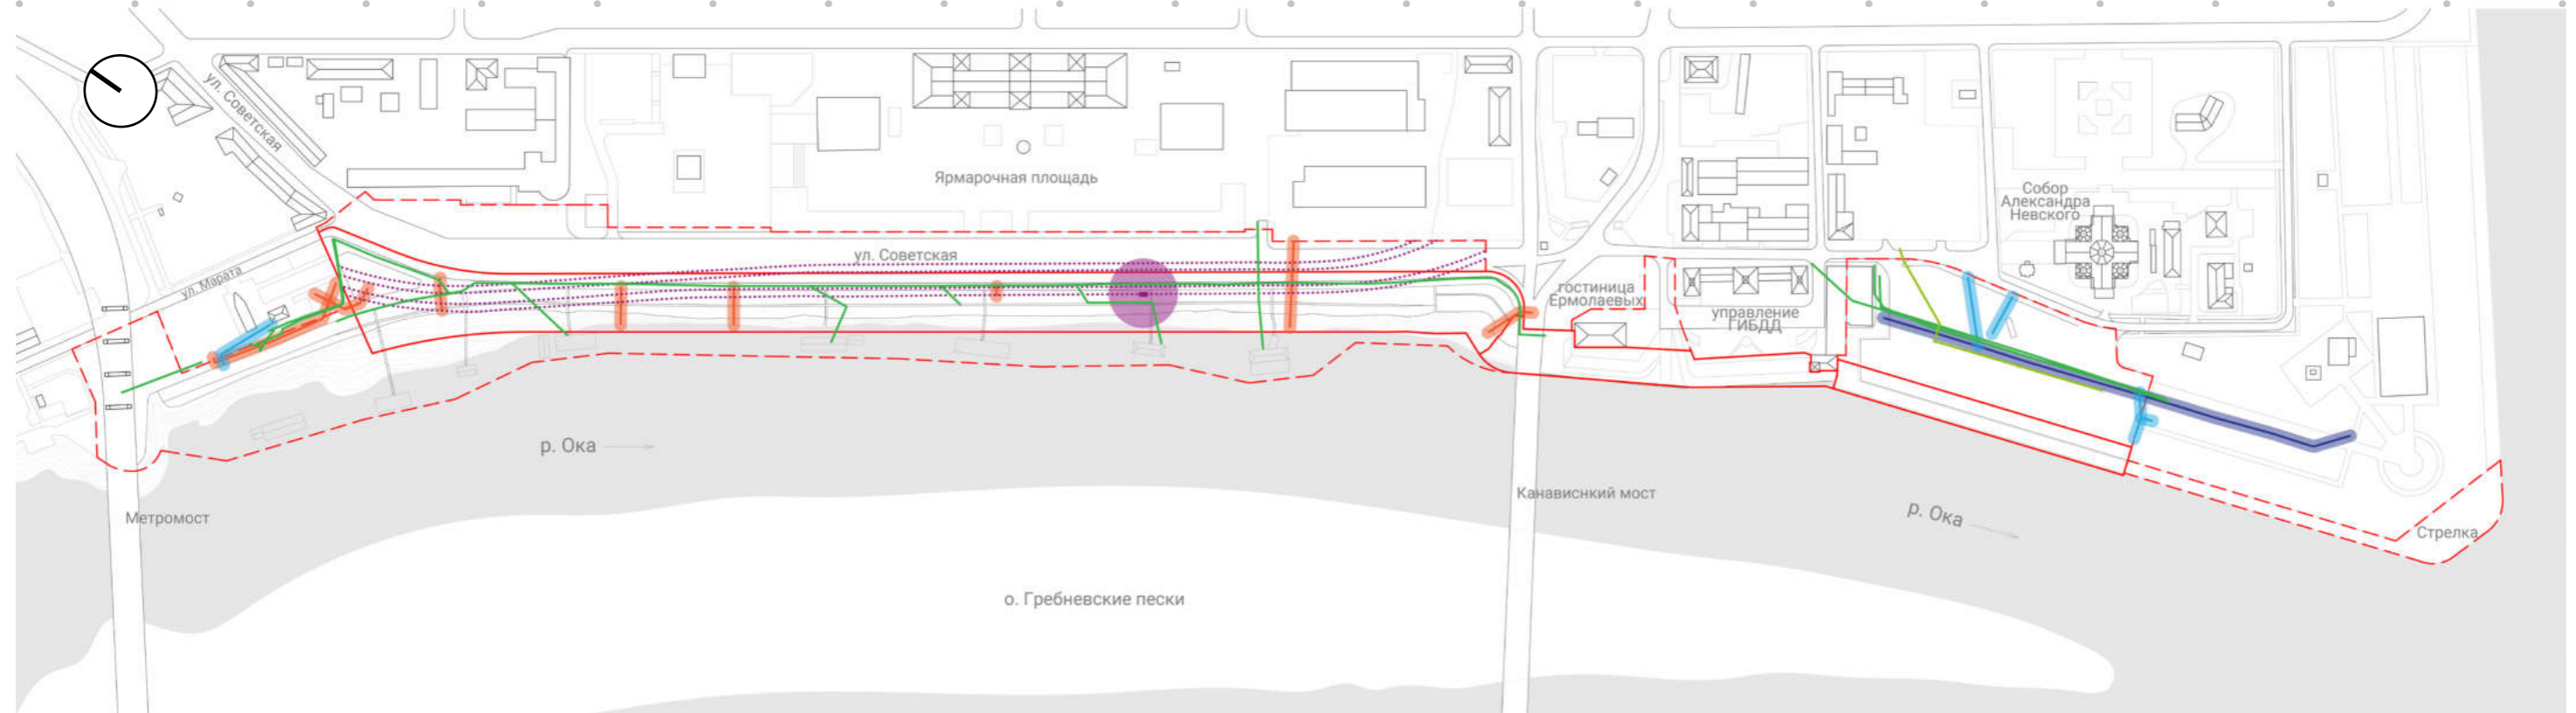 ул. Советская
Ярмарочная площадь
Собор
Александра
Невского
ул. Советская
ул. Марата
гостиница
Ермолаевых
управление
ГИБДД
р. Ока
Метромост
Канависнкий мост
р. Ока
Стрелка
о. Гребневские пески